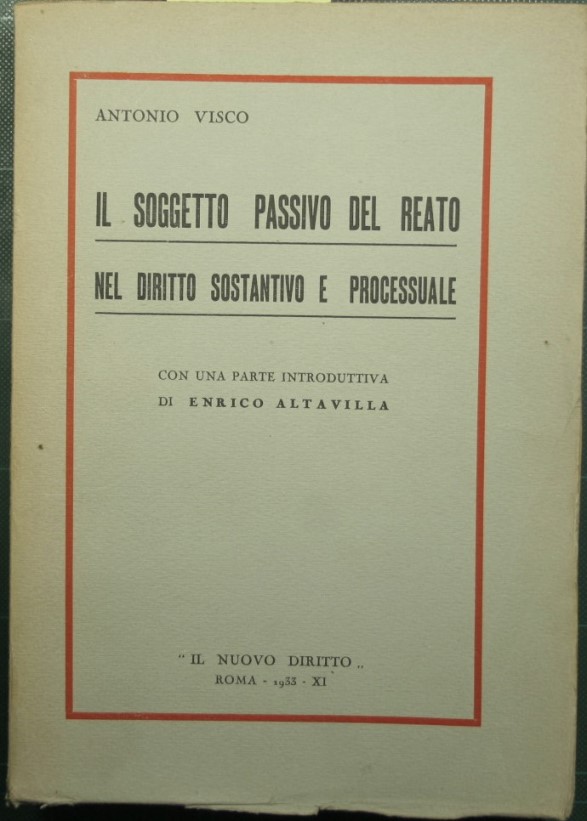 ANTONIO VISCO
IL SOGGETTO PASSIVO DEL REATO
NEL DIRITTO SOSTANTIVO E PROCESSUALE
CON UNA PARTE INTRODUTTIVA
DI ENRICO ALTAVILLA
" IL NUOVO DIRITTO „
ROMA - 1933 - XI